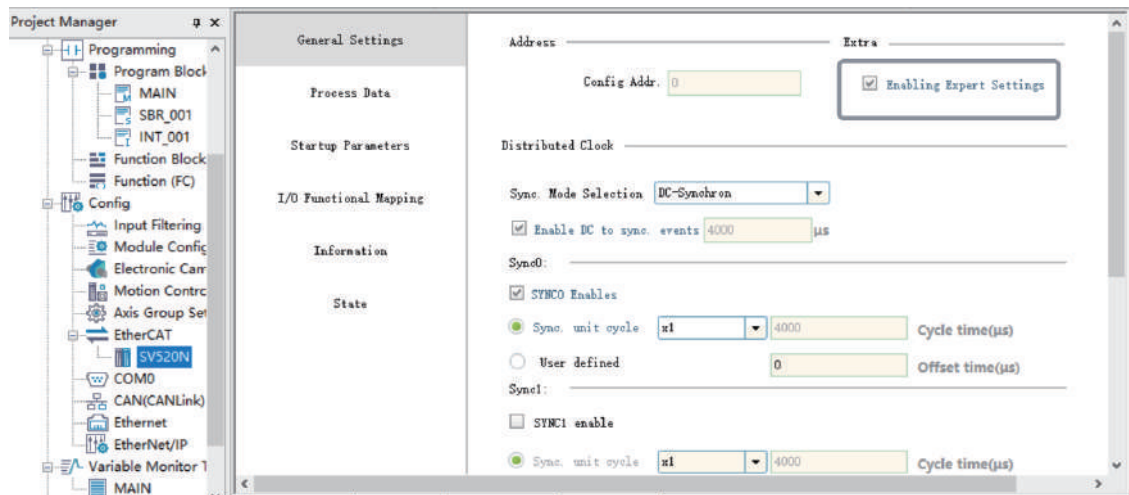 Project Manager
Programming
Program Block
MAIN
SBR_001
INT_001
Function Block
Function (FC)
Config
Input Filtering
Module Config
Electronic Cam
Motion Contrc
Axis Group Set
EtherCAT
SV520N
COM0
CAN(CANLink)
Ethernet
EtherNet/IP
Variable Monitor T
MAIN
General Settings
Process Data
Startup Parameters
I/O Functional Mapping
Information
State
Address
Extra
Config Addr. 0
Enabling Expert Settings
Distributed Clock
Sync. Mode Selection DC-Synchron
Enable DC to sync. events 4000 μs
Sync0:
SYNC0 Enables
Sync. unit cycle x1 4000 Cycle time(μs)
User defined 0 Offset time(μs)
Sync1:
SYNC1 enable
Sync. unit cycle x1 4000 Cycle time(μs)